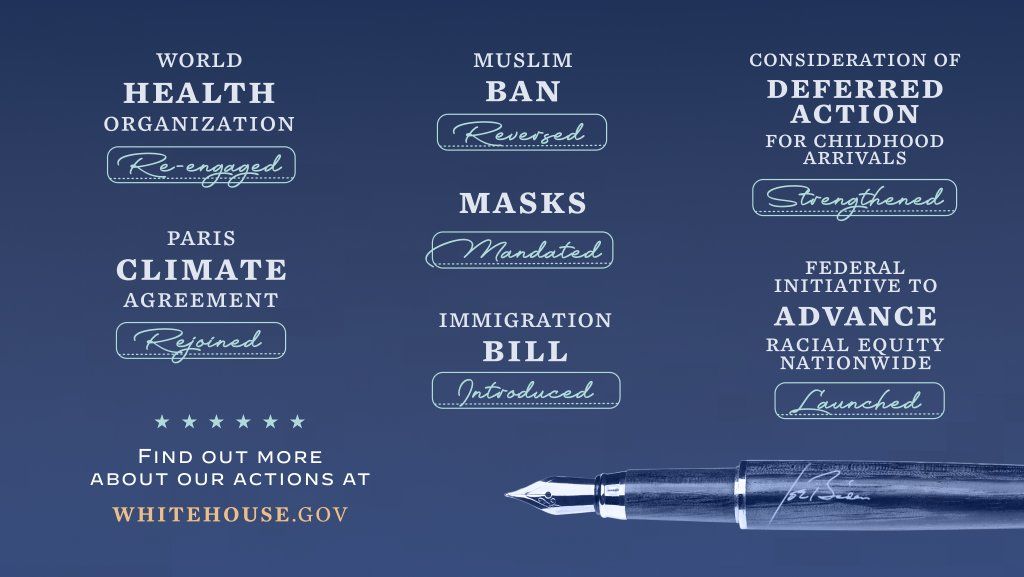 WORLD
HEALTH
ORGANIZATION
Re-engaged
PARIS
CLIMATE
AGREEMENT
Rejoined
MUSLIM
BAN
Reversed
MASKS
Mandated
IMMIGRATION
BILL
Introduced
CONSIDERATION OF
DEFERRED
ACTION
FOR CHILDHOOD
ARRIVALS
Strengthened
FEDERAL
INITIATIVE TO
ADVANCE
RACIAL EQUITY
NATIONWIDE
Launched
FIND OUT MORE
ABOUT OUR ACTIONS AT
WHITEHOUSE.GOV
Joe Biden